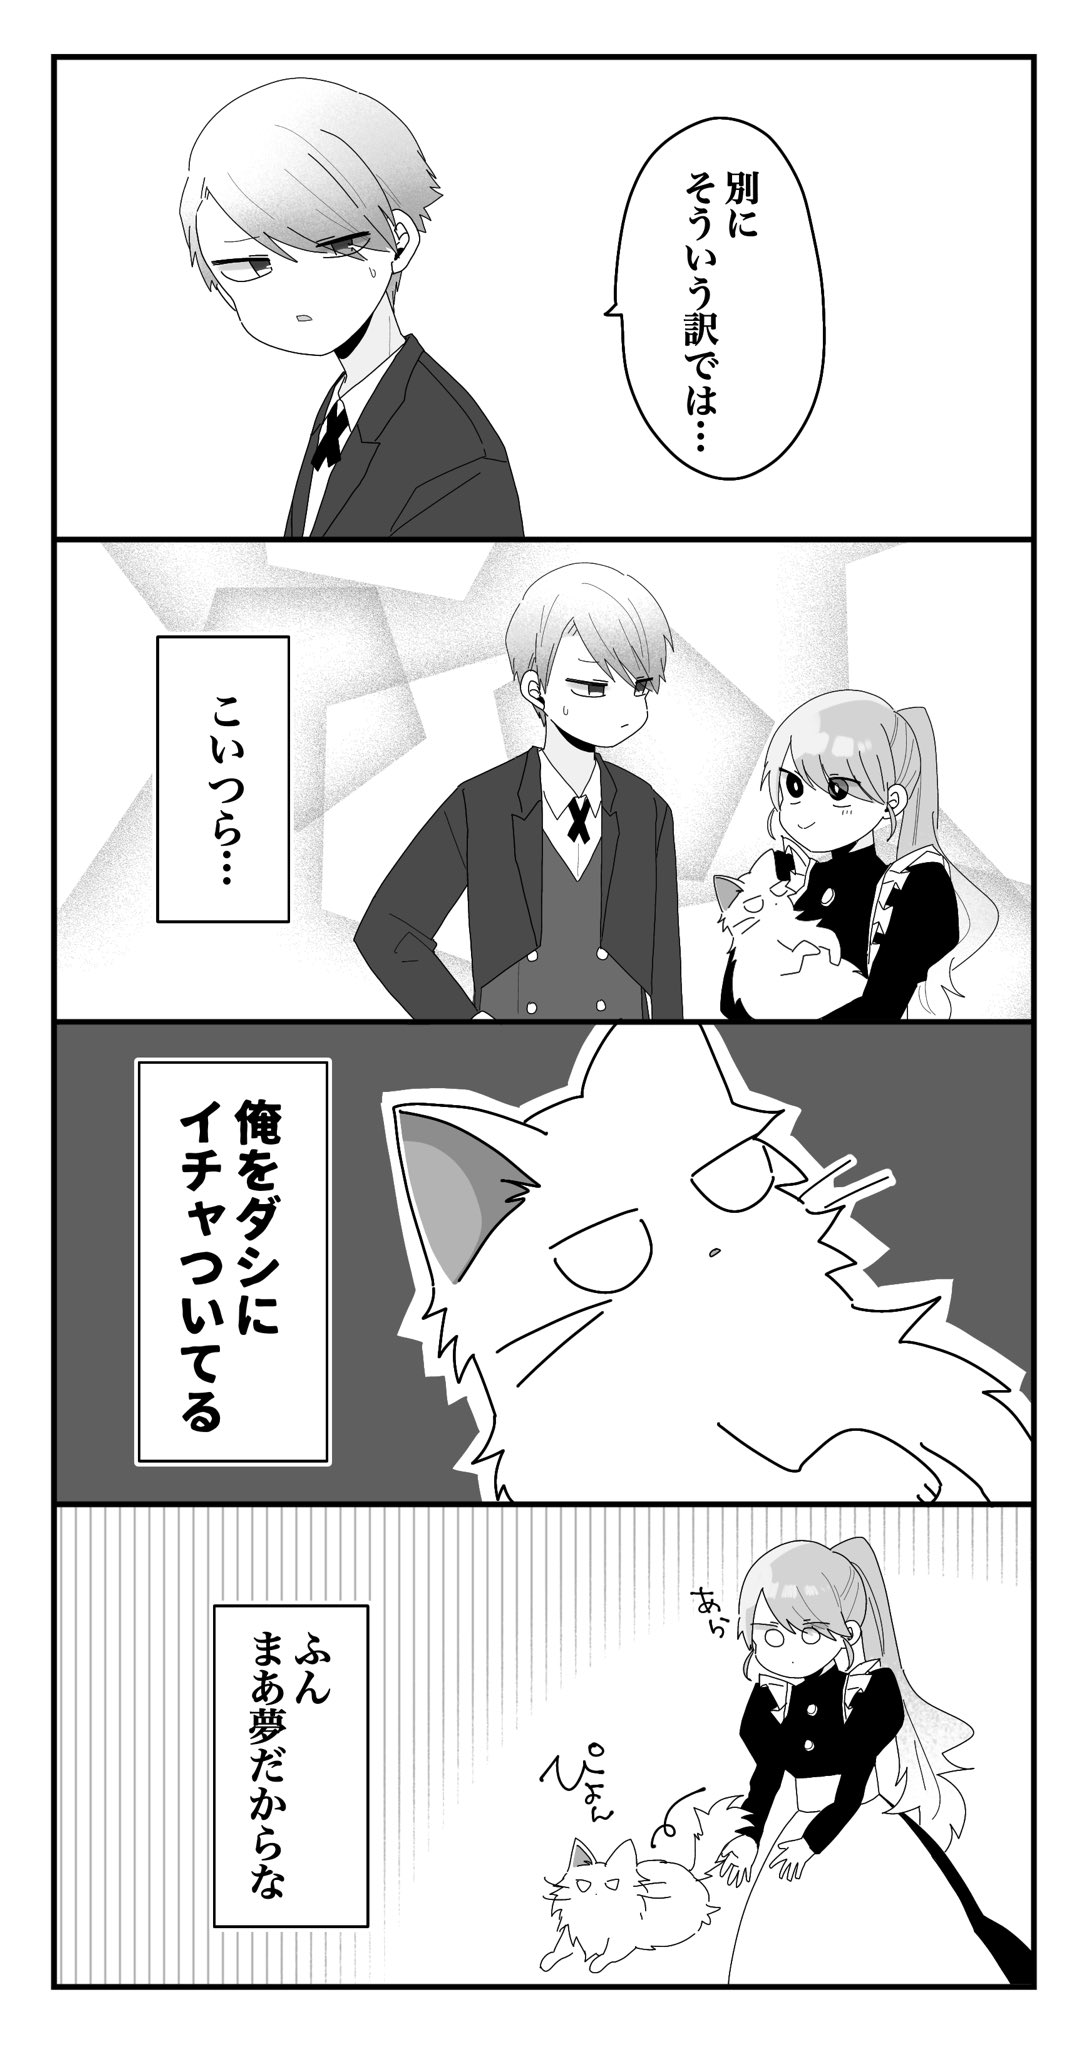 別に
そういう訳では…
こいつら…
俺をダシに
イチャついてる
あら
ぴょん
ふん
まあ夢だからな